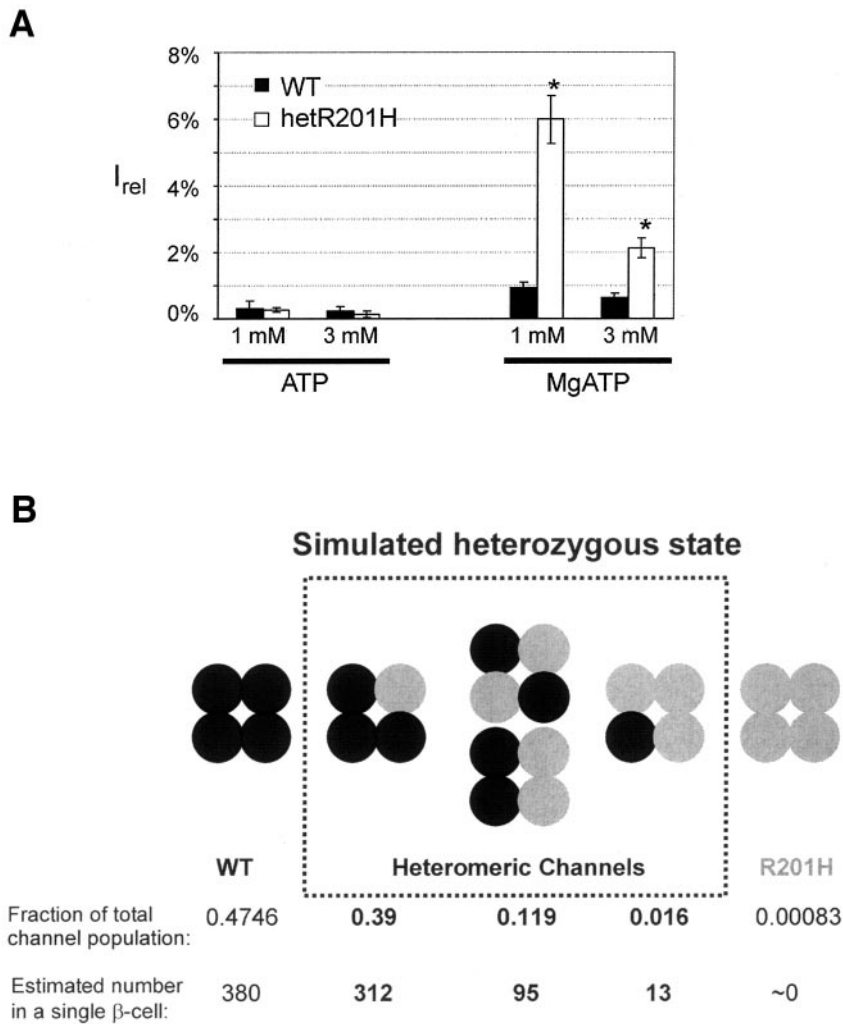 A
8%
6%
4%
2%
0%
I rel
WT
hetR201H
*
*
1 mM 3 mM 1 mM 3 mM
ATP MgATP
B
Simulated heterozygous state
WT Heteromeric Channels R201H
Fraction of total
channel population: 0.4746 0.39 0.119 0.016 0.00083
Estimated number
in a single β-cell: 380 312 95 13 ~0